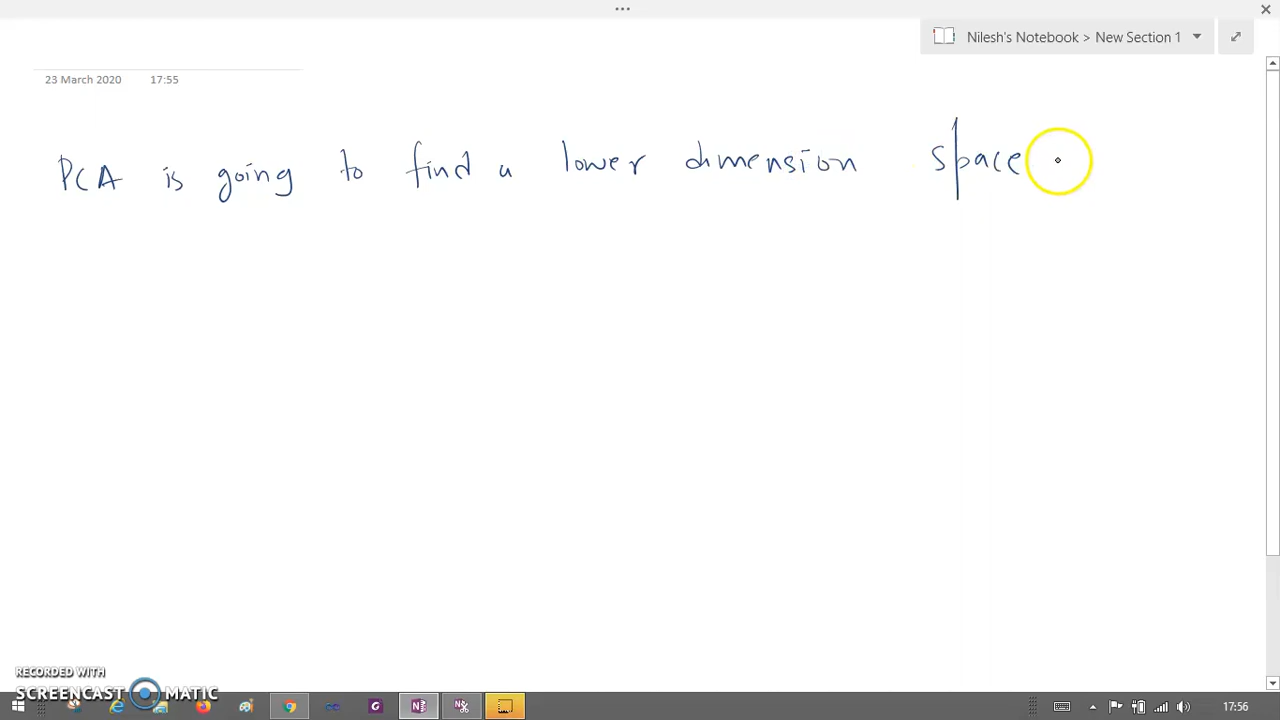 ...
Nilesh's Notebook > New Section 1
23 March 2020 17:55
PCA is going to find a lower dimension space
RECORDED WITH
SCREENCAST MATIC
17:56